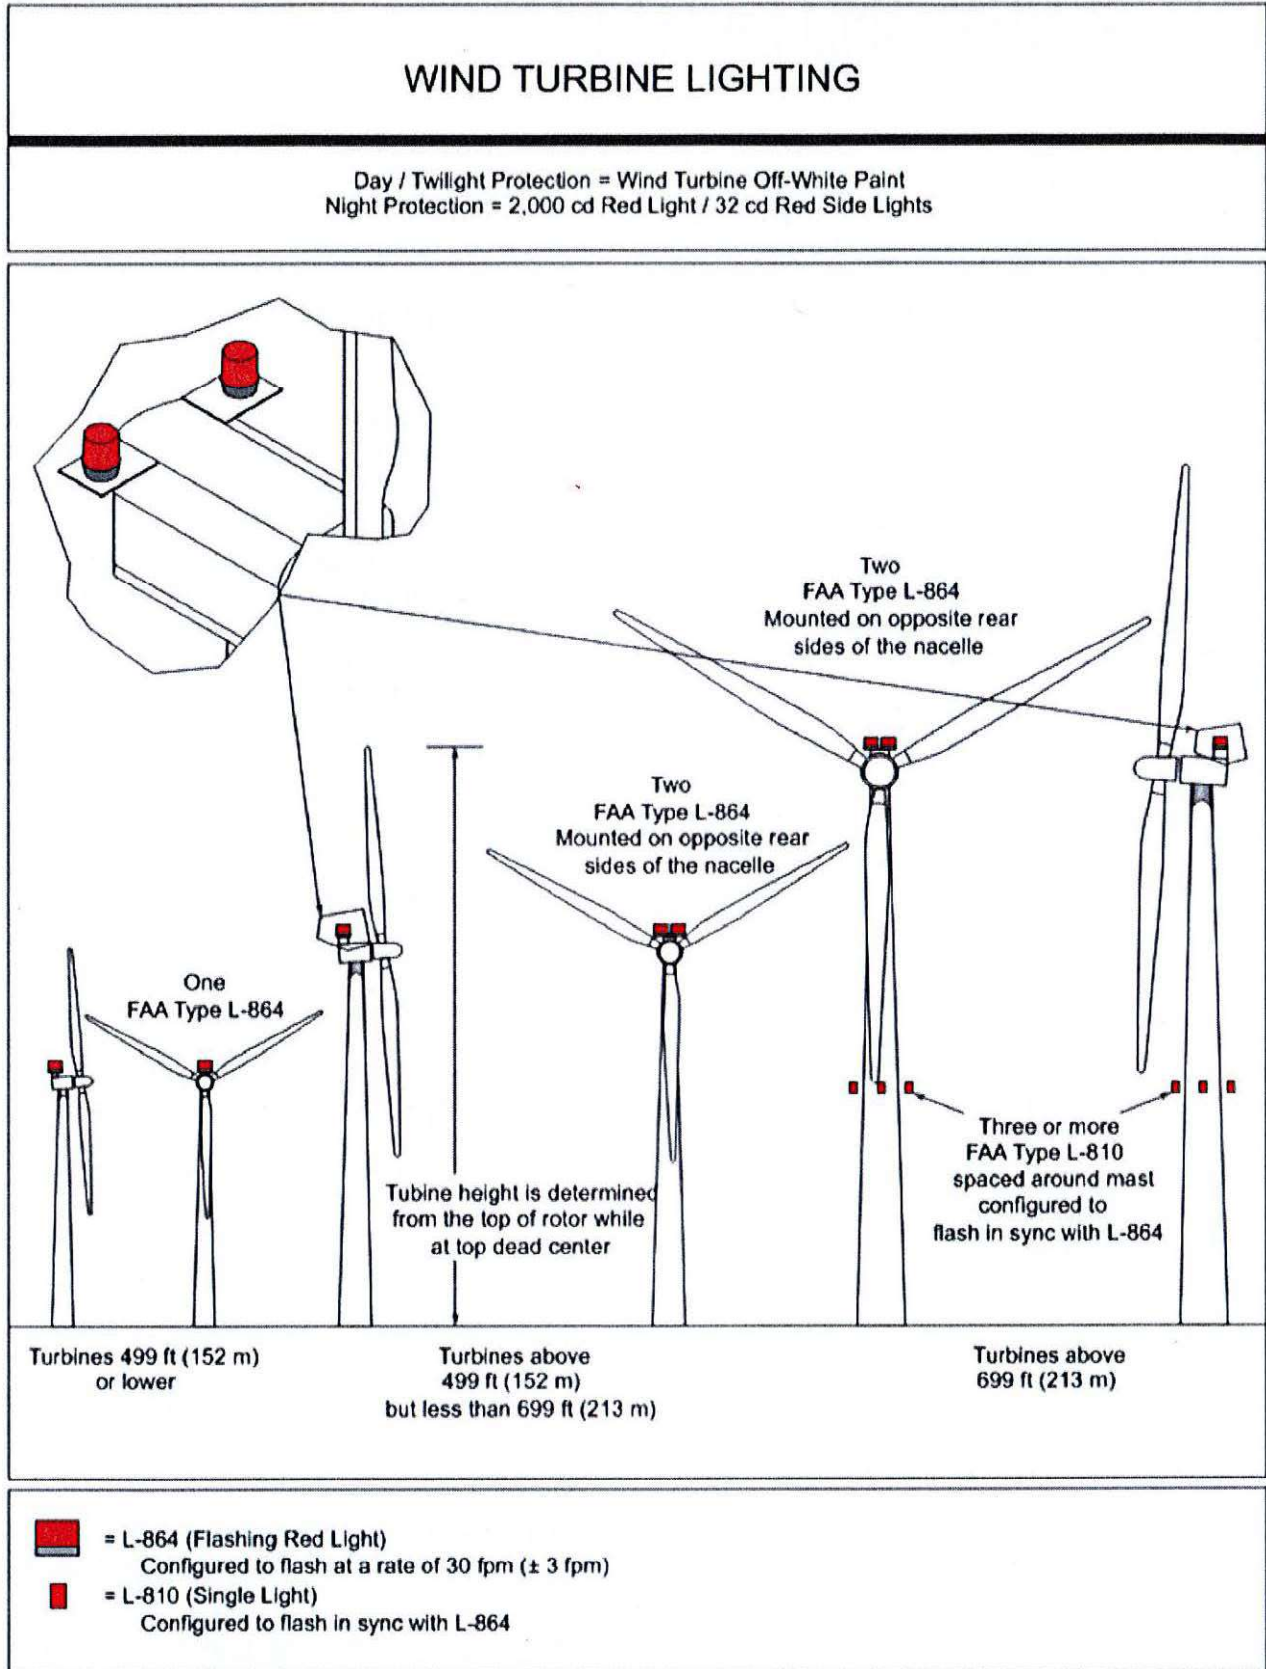 WIND TURBINE LIGHTING
Day / Twilight Protection = Wind Turbine Off-White Paint
Night Protection = 2,000 cd Red Light / 32 cd Red Side Lights
Two
FAA Type L-864
Mounted on opposite rear
sides of the nacelle
Two
FAA Type L-864
Mounted on opposite rear
sides of the nacelle
One
FAA Type L-864
Three or more
FAA Type L-810
spaced around mast
configured to
flash in sync with L-864
Tubine height is determined
from the top of rotor while
at top dead center
Turbines 499 ft (152 m)
or lower
Turbines above
499 ft (152 m)
but less than 699 ft (213 m)
Turbines above
699 ft (213 m)
= L-864 (Flashing Red Light)
Configured to flash at a rate of 30 fpm (± 3 fpm)
= L-810 (Single Light)
Configured to flash in sync with L-864